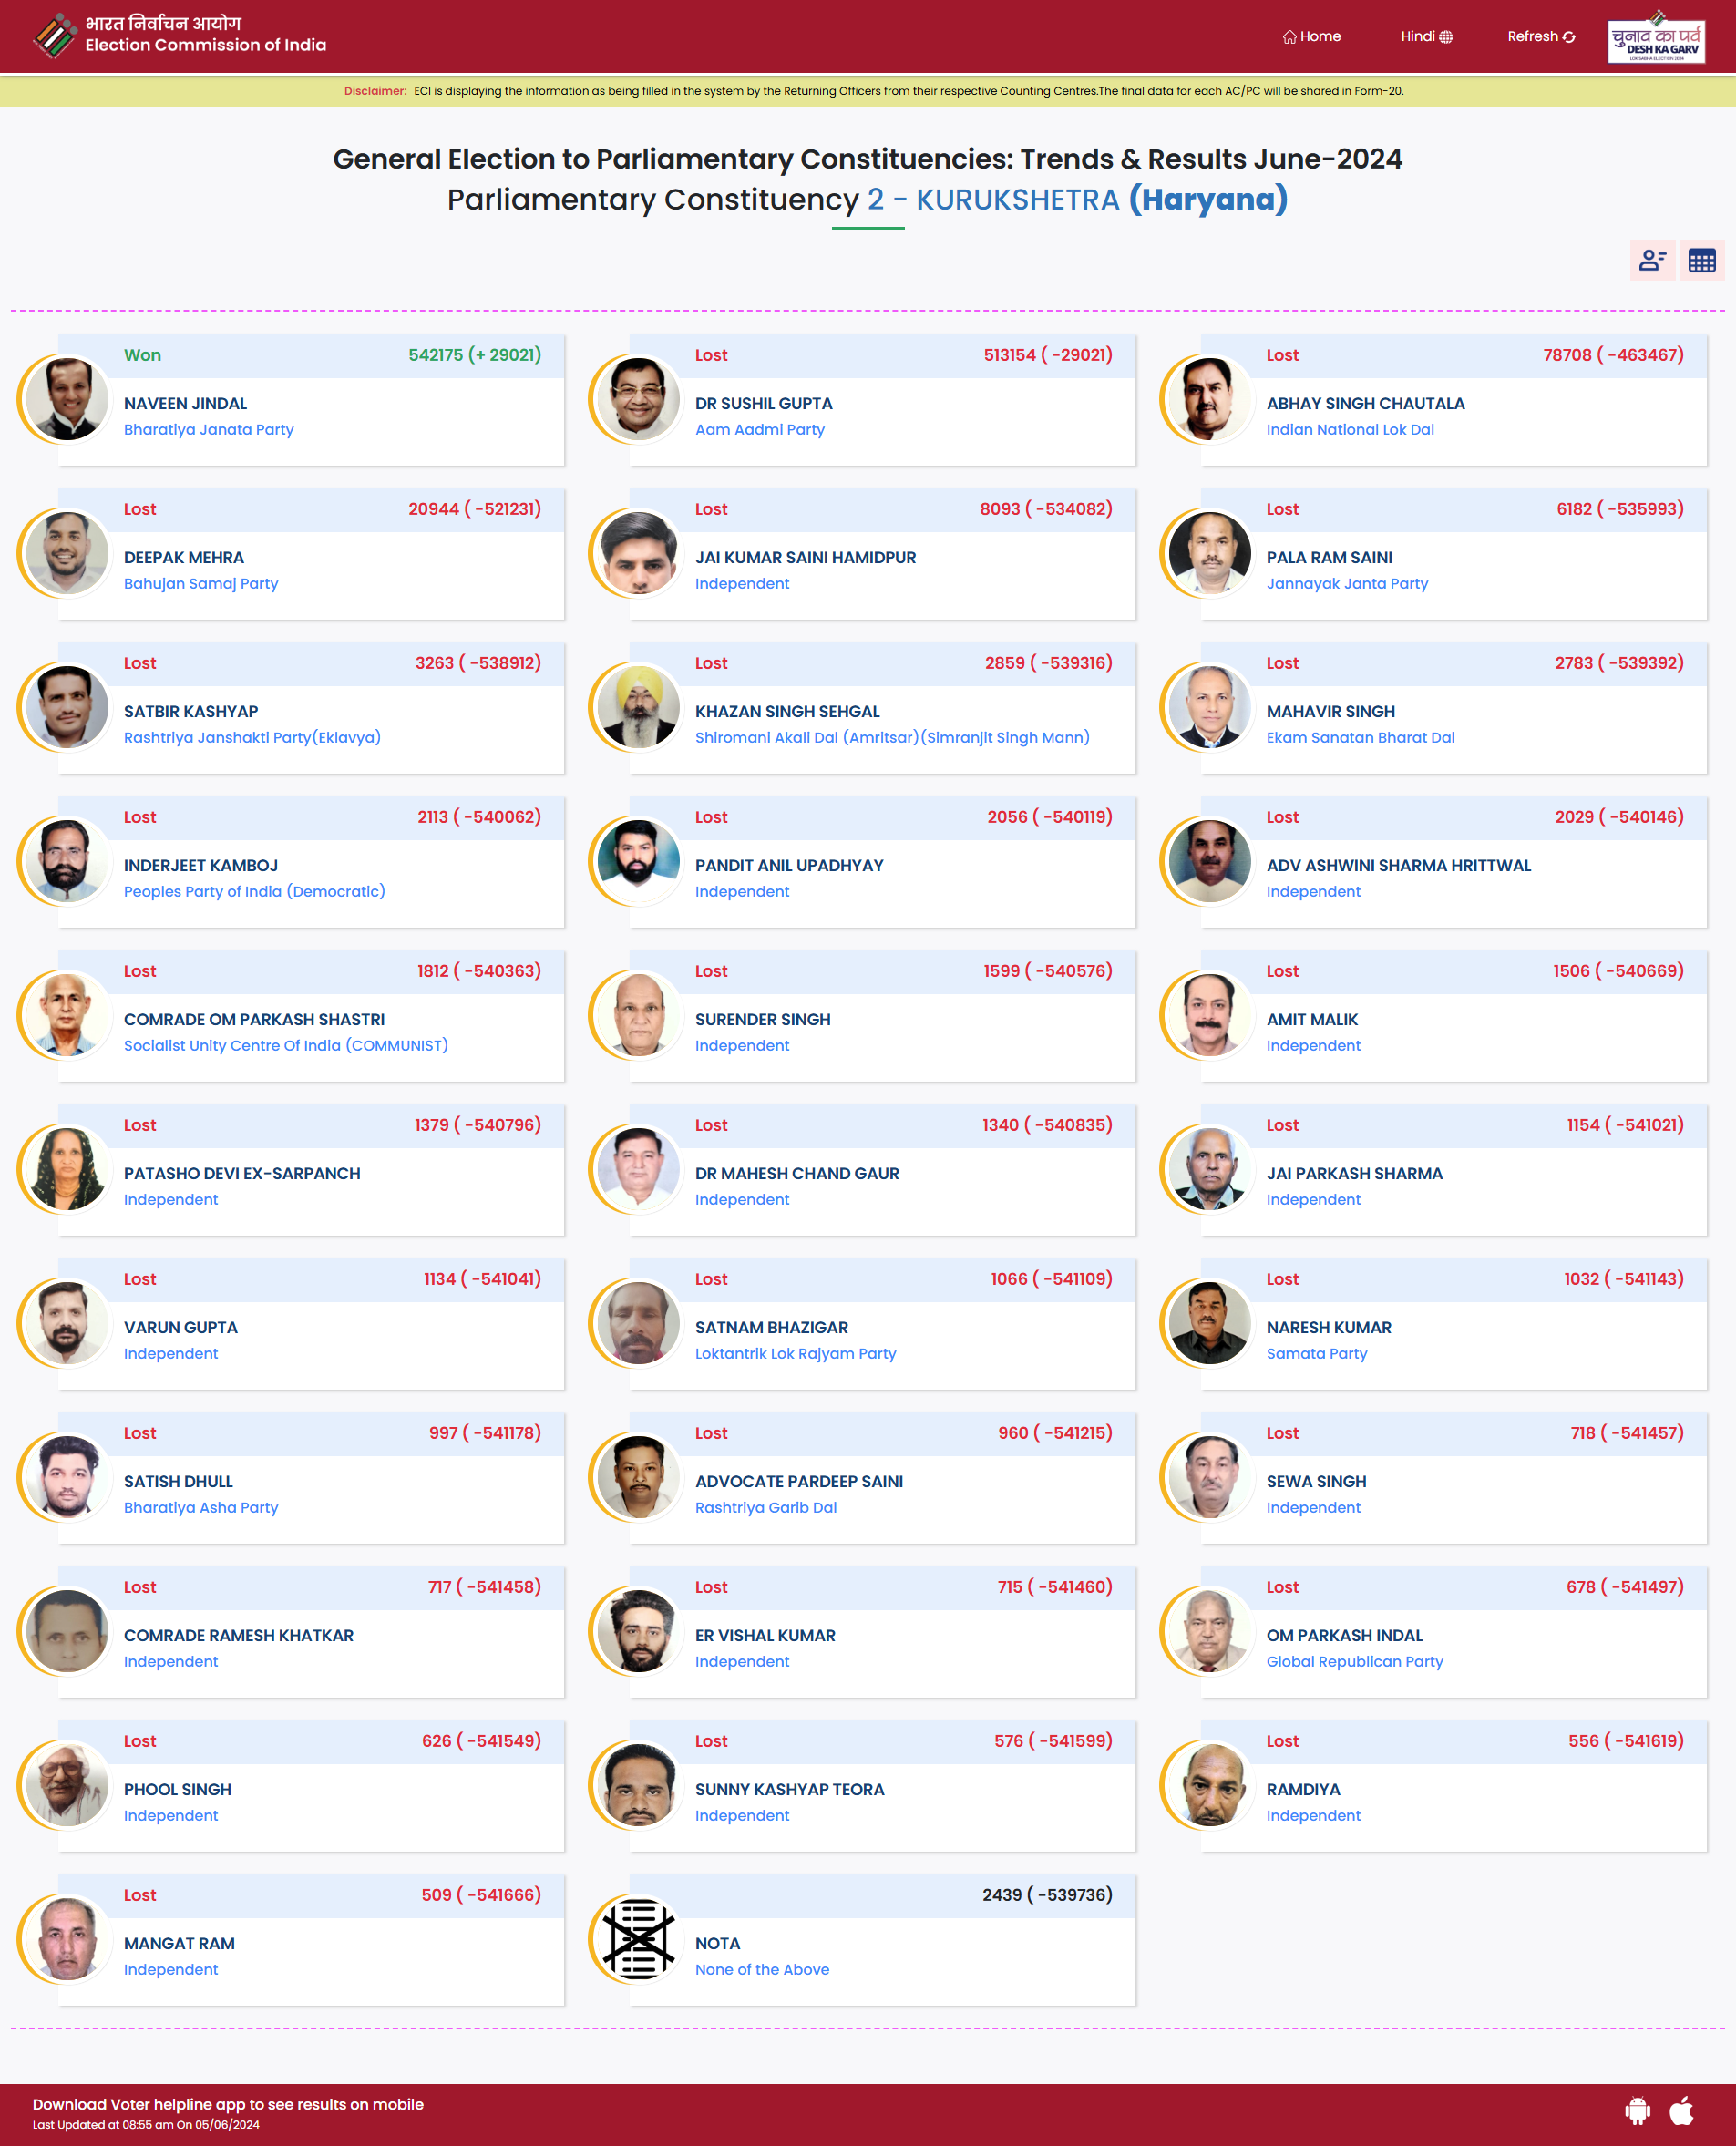 भारत निर्वाचन आयोग
Election Commission of India
Home
Hindi
Refresh
चुनाव का पर्व
DESH KA GARV
LOK SABHA ELECTION 2024
Disclaimer: ECI is displaying the information as being filled in the system by the Returning Officers from their respective Counting Centres.The final data for each AC/PC will be shared in Form-20.
General Election to Parliamentary Constituencies: Trends & Results June-2024
Parliamentary Constituency 2 - KURUKSHETRA (Haryana)
Won 542175 (+ 29021)
NAVEEN JINDAL
Bharatiya Janata Party
Lost 513154 ( -29021)
DR SUSHIL GUPTA
Aam Aadmi Party
Lost 78708 ( -463467)
ABHAY SINGH CHAUTALA
Indian National Lok Dal
Lost 20944 ( -521231)
DEEPAK MEHRA
Bahujan Samaj Party
Lost 8093 ( -534082)
JAI KUMAR SAINI HAMIDPUR
Independent
Lost 6182 ( -535993)
PALA RAM SAINI
Jannayak Janta Party
Lost 3263 ( -538912)
SATBIR KASHYAP
Rashtriya Janshakti Party(Eklavya)
Lost 2859 ( -539316)
KHAZAN SINGH SEHGAL
Shiromani Akali Dal (Amritsar)(Simranjit Singh Mann)
Lost 2783 ( -539392)
MAHAVIR SINGH
Ekam Sanatan Bharat Dal
Lost 2113 ( -540062)
INDERJEET KAMBOJ
Peoples Party of India (Democratic)
Lost 2056 ( -540119)
PANDIT ANIL UPADHYAY
Independent
Lost 2029 ( -540146)
ADV ASHWINI SHARMA HRITTWAL
Independent
Lost 1812 ( -540363)
COMRADE OM PARKASH SHASTRI
Socialist Unity Centre Of India (COMMUNIST)
Lost 1599 ( -540576)
SURENDER SINGH
Independent
Lost 1506 ( -540669)
AMIT MALIK
Independent
Lost 1379 ( -540796)
PATASHO DEVI EX-SARPANCH
Independent
Lost 1340 ( -540835)
DR MAHESH CHAND GAUR
Independent
Lost 1154 ( -541021)
JAI PARKASH SHARMA
Independent
Lost 1134 ( -541041)
VARUN GUPTA
Independent
Lost 1066 ( -541109)
SATNAM BHAZIGAR
Loktantrik Lok Rajyam Party
Lost 1032 ( -541143)
NARESH KUMAR
Samata Party
Lost 997 ( -541178)
SATISH DHULL
Bharatiya Asha Party
Lost 960 ( -541215)
ADVOCATE PARDEEP SAINI
Rashtriya Garib Dal
Lost 718 ( -541457)
SEWA SINGH
Independent
Lost 717 ( -541458)
COMRADE RAMESH KHATKAR
Independent
Lost 715 ( -541460)
ER VISHAL KUMAR
Independent
Lost 678 ( -541497)
OM PARKASH INDAL
Global Republican Party
Lost 626 ( -541549)
PHOOL SINGH
Independent
Lost 576 ( -541599)
SUNNY KASHYAP TEORA
Independent
Lost 556 ( -541619)
RAMDIYA
Independent
Lost 509 ( -541666)
MANGAT RAM
Independent
2439 ( -539736)
NOTA
None of the Above
Download Voter helpline app to see results on mobile
Last Updated at 08:55 am On 05/06/2024